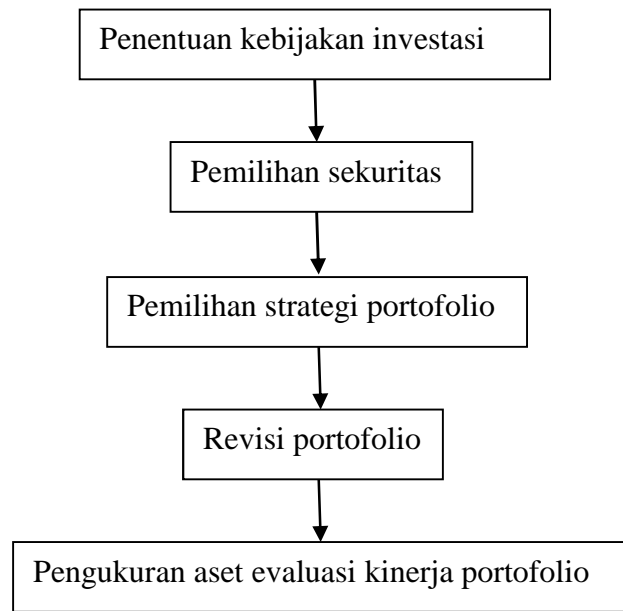 Penentuan kebijakan investasi
Pemilihan sekuritas
Pemilihan strategi portofolio
Revisi portofolio
Pengukuran aset evaluasi kinerja portofolio